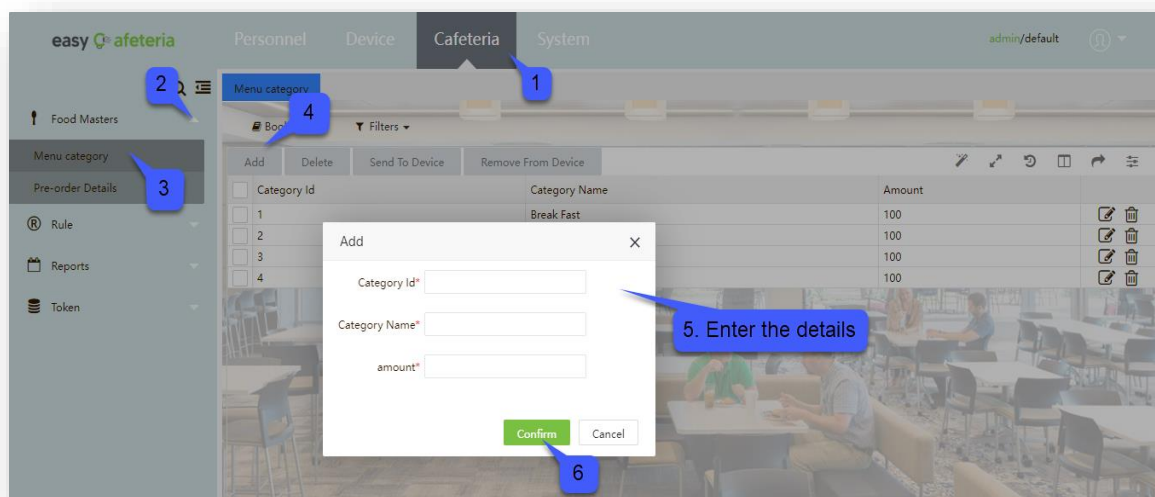 easy Cafeteria
Personnel Device Cafeteria System
admin/default
1
2
Menu category
4
Food Masters
Filters
Menu category
3
Pre-order Details
Add Delete Send To Device Remove From Device
Category Id Category Name Amount
1 Break Fast 100
2 100
3 100
4 100
Rule
Reports
Token
Add
Category Id*
Category Name*
amount*
5. Enter the details
Confirm Cancel
6